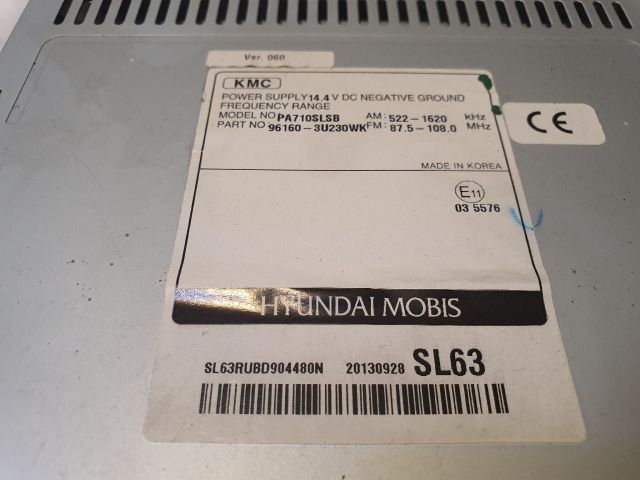 Ver. 060
KMC
POWER SUPPLY 14.4 V DC NEGATIVE GROUND
FREQUENCY RANGE
MODEL NO PA710SLSB AM: 522-1620 kHz
PART NO 96160-3U230WK FM: 87.5-108.0 MHz
CE
MADE IN KOREA
E11
03 5576
HYUNDAI MOBIS
SL63RUBD904480N 20130928 SL63